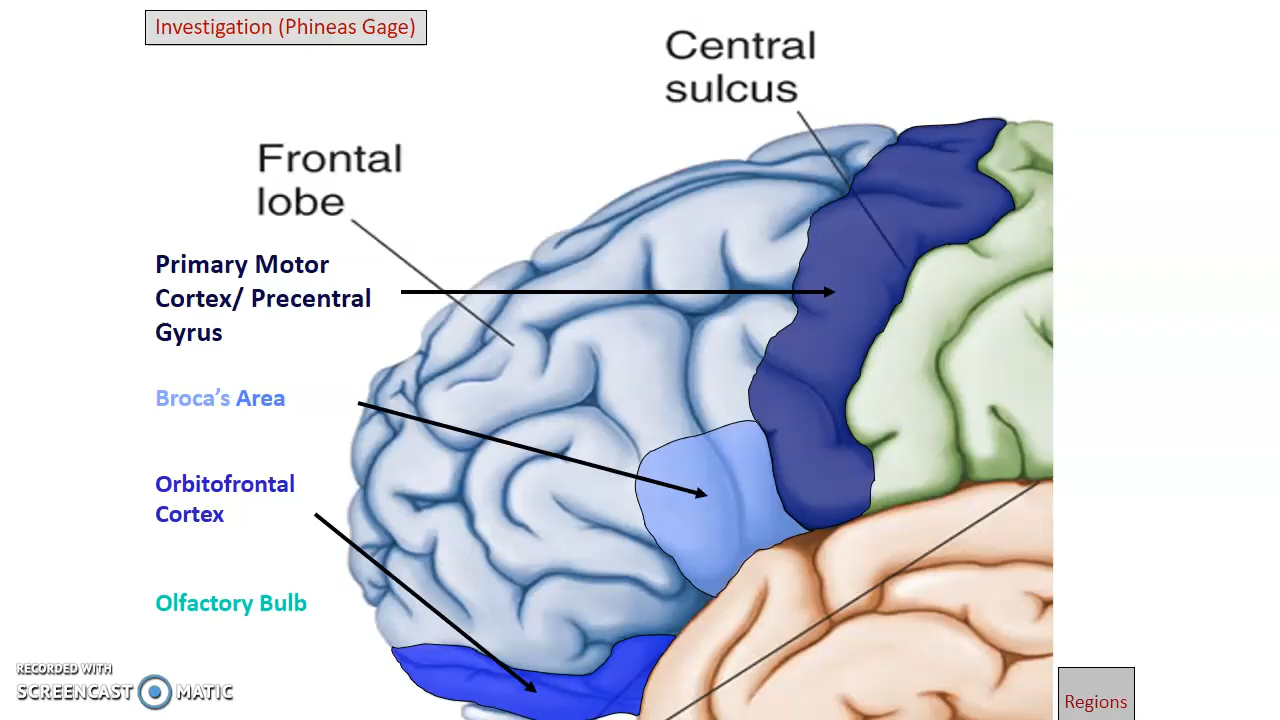 Investigation (Phineas Gage)
Central
sulcus
Frontal
lobe
Primary Motor
Cortex/ Precentral
Gyrus
Broca's Area
Orbitofrontal
Cortex
Olfactory Bulb
RECORDED WITH
SCREENCAST MATIC
Regions